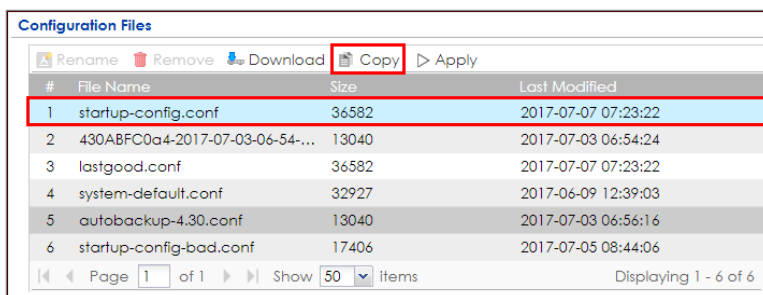 Configuration Files
Rename Remove Download Copy Apply
# File Name Size Last Modified
1 startup-config.conf 36582 2017-07-07 07:23:22
2 430ABFC0a4-2017-07-03-06-54-... 13040 2017-07-03 06:54:24
3 lastgood.conf 36582 2017-07-07 07:23:22
4 system-default.conf 32927 2017-06-09 12:39:03
5 autobackup-4.30.conf 13040 2017-07-03 06:56:16
6 startup-config-bad.conf 17406 2017-07-05 08:44:06
Page 1 of 1 Show 50 items Displaying 1 - 6 of 6